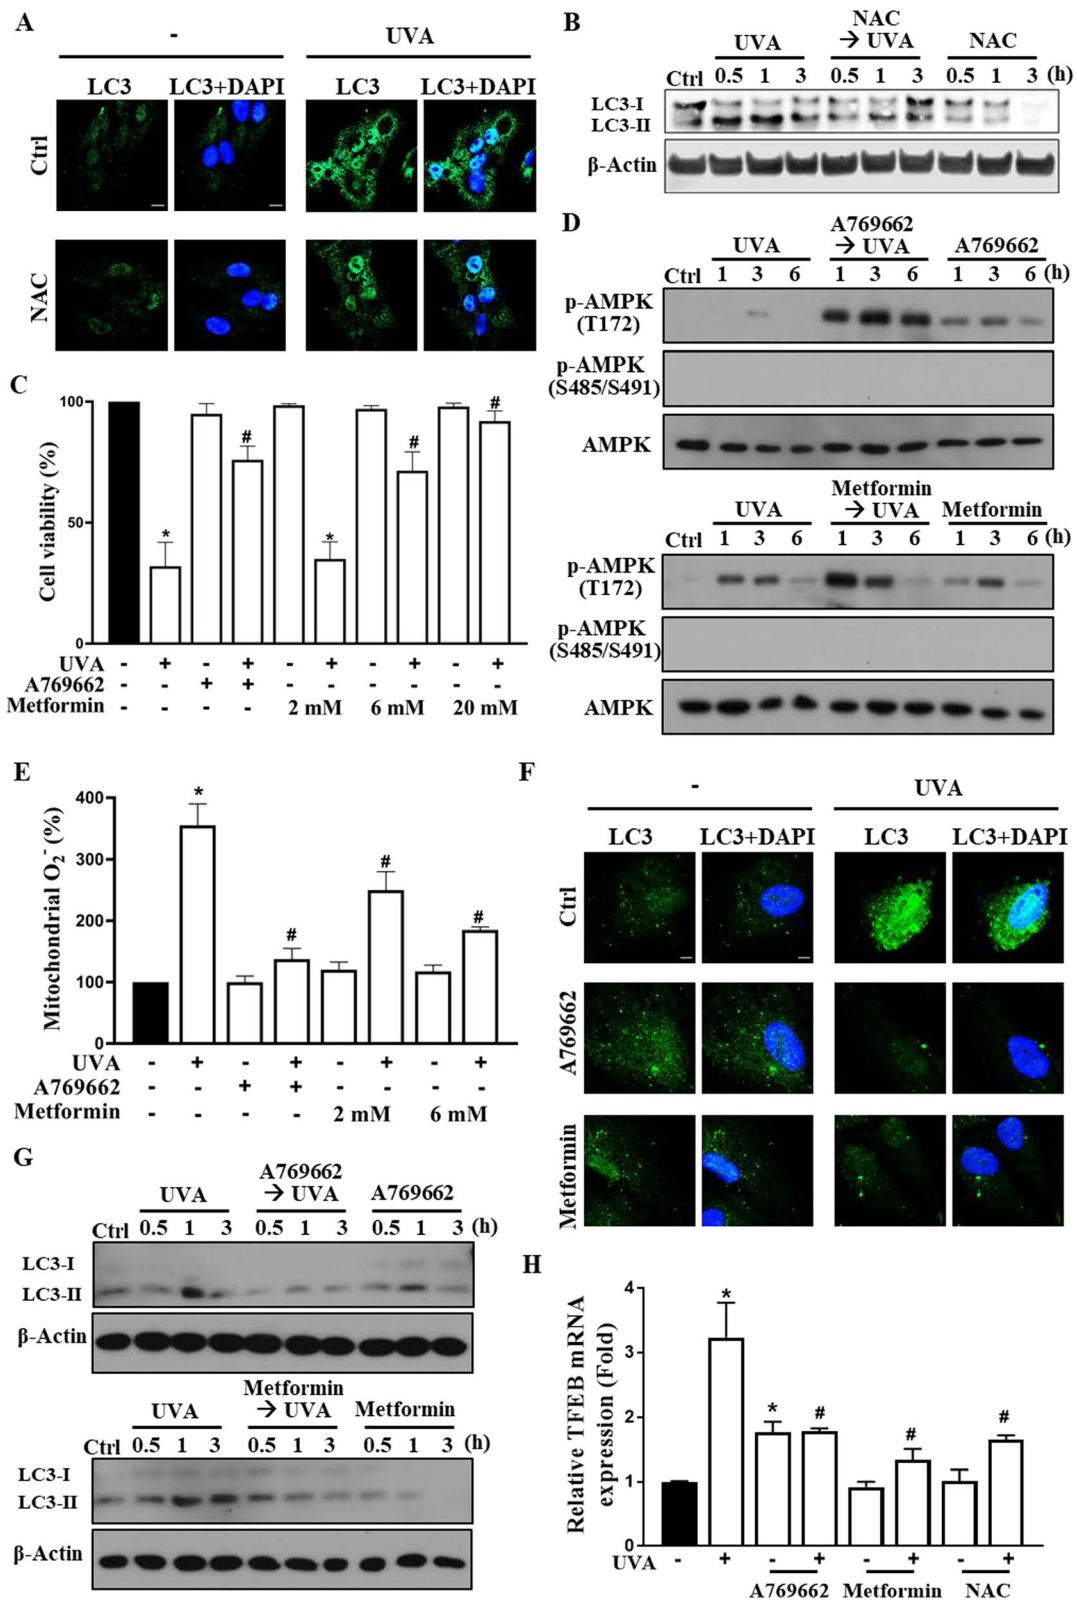 A
- UVA
LC3 LC3+DAPI LC3 LC3+DAPI
Ctrl
NAC
B
UVA NAC → UVA NAC
Ctrl 0.5 1 3 0.5 1 3 0.5 1 3 (h)
LC3-I
LC3-II
β-Actin
C
Cell viability (%)
100
50
0
* # * # #
UVA - + - + - + - + - +
A769662 - - + + - - - - - -
Metformin - - - - 2 mM 6 mM 20 mM
D
UVA A769662 → UVA A769662
Ctrl 1 3 6 1 3 6 1 3 6 (h)
p-AMPK
(T172)
p-AMPK
(S485/S491)
AMPK
UVA Metformin → UVA Metformin
Ctrl 1 3 6 1 3 6 1 3 6 (h)
p-AMPK
(T172)
p-AMPK
(S485/S491)
AMPK
E
Mitochondrial O2- (%)
400
300
200
100
0
* # # #
UVA - + - + - + - +
A769662 - - + + - - - -
Metformin - - - - 2 mM 6 mM
F
- UVA
LC3 LC3+DAPI LC3 LC3+DAPI
Ctrl
A769662
Metformin
G
UVA A769662 → UVA A769662
Ctrl 0.5 1 3 0.5 1 3 0.5 1 3 (h)
LC3-I
LC3-II
β-Actin
UVA Metformin → UVA Metformin
Ctrl 0.5 1 3 0.5 1 3 0.5 1 3 (h)
LC3-I
LC3-II
β-Actin
H
Relative TFEB mRNA
expression (Fold)
4
3
2
1
0
* * # # #
UVA - + - + - + - +
A769662 Metformin NAC